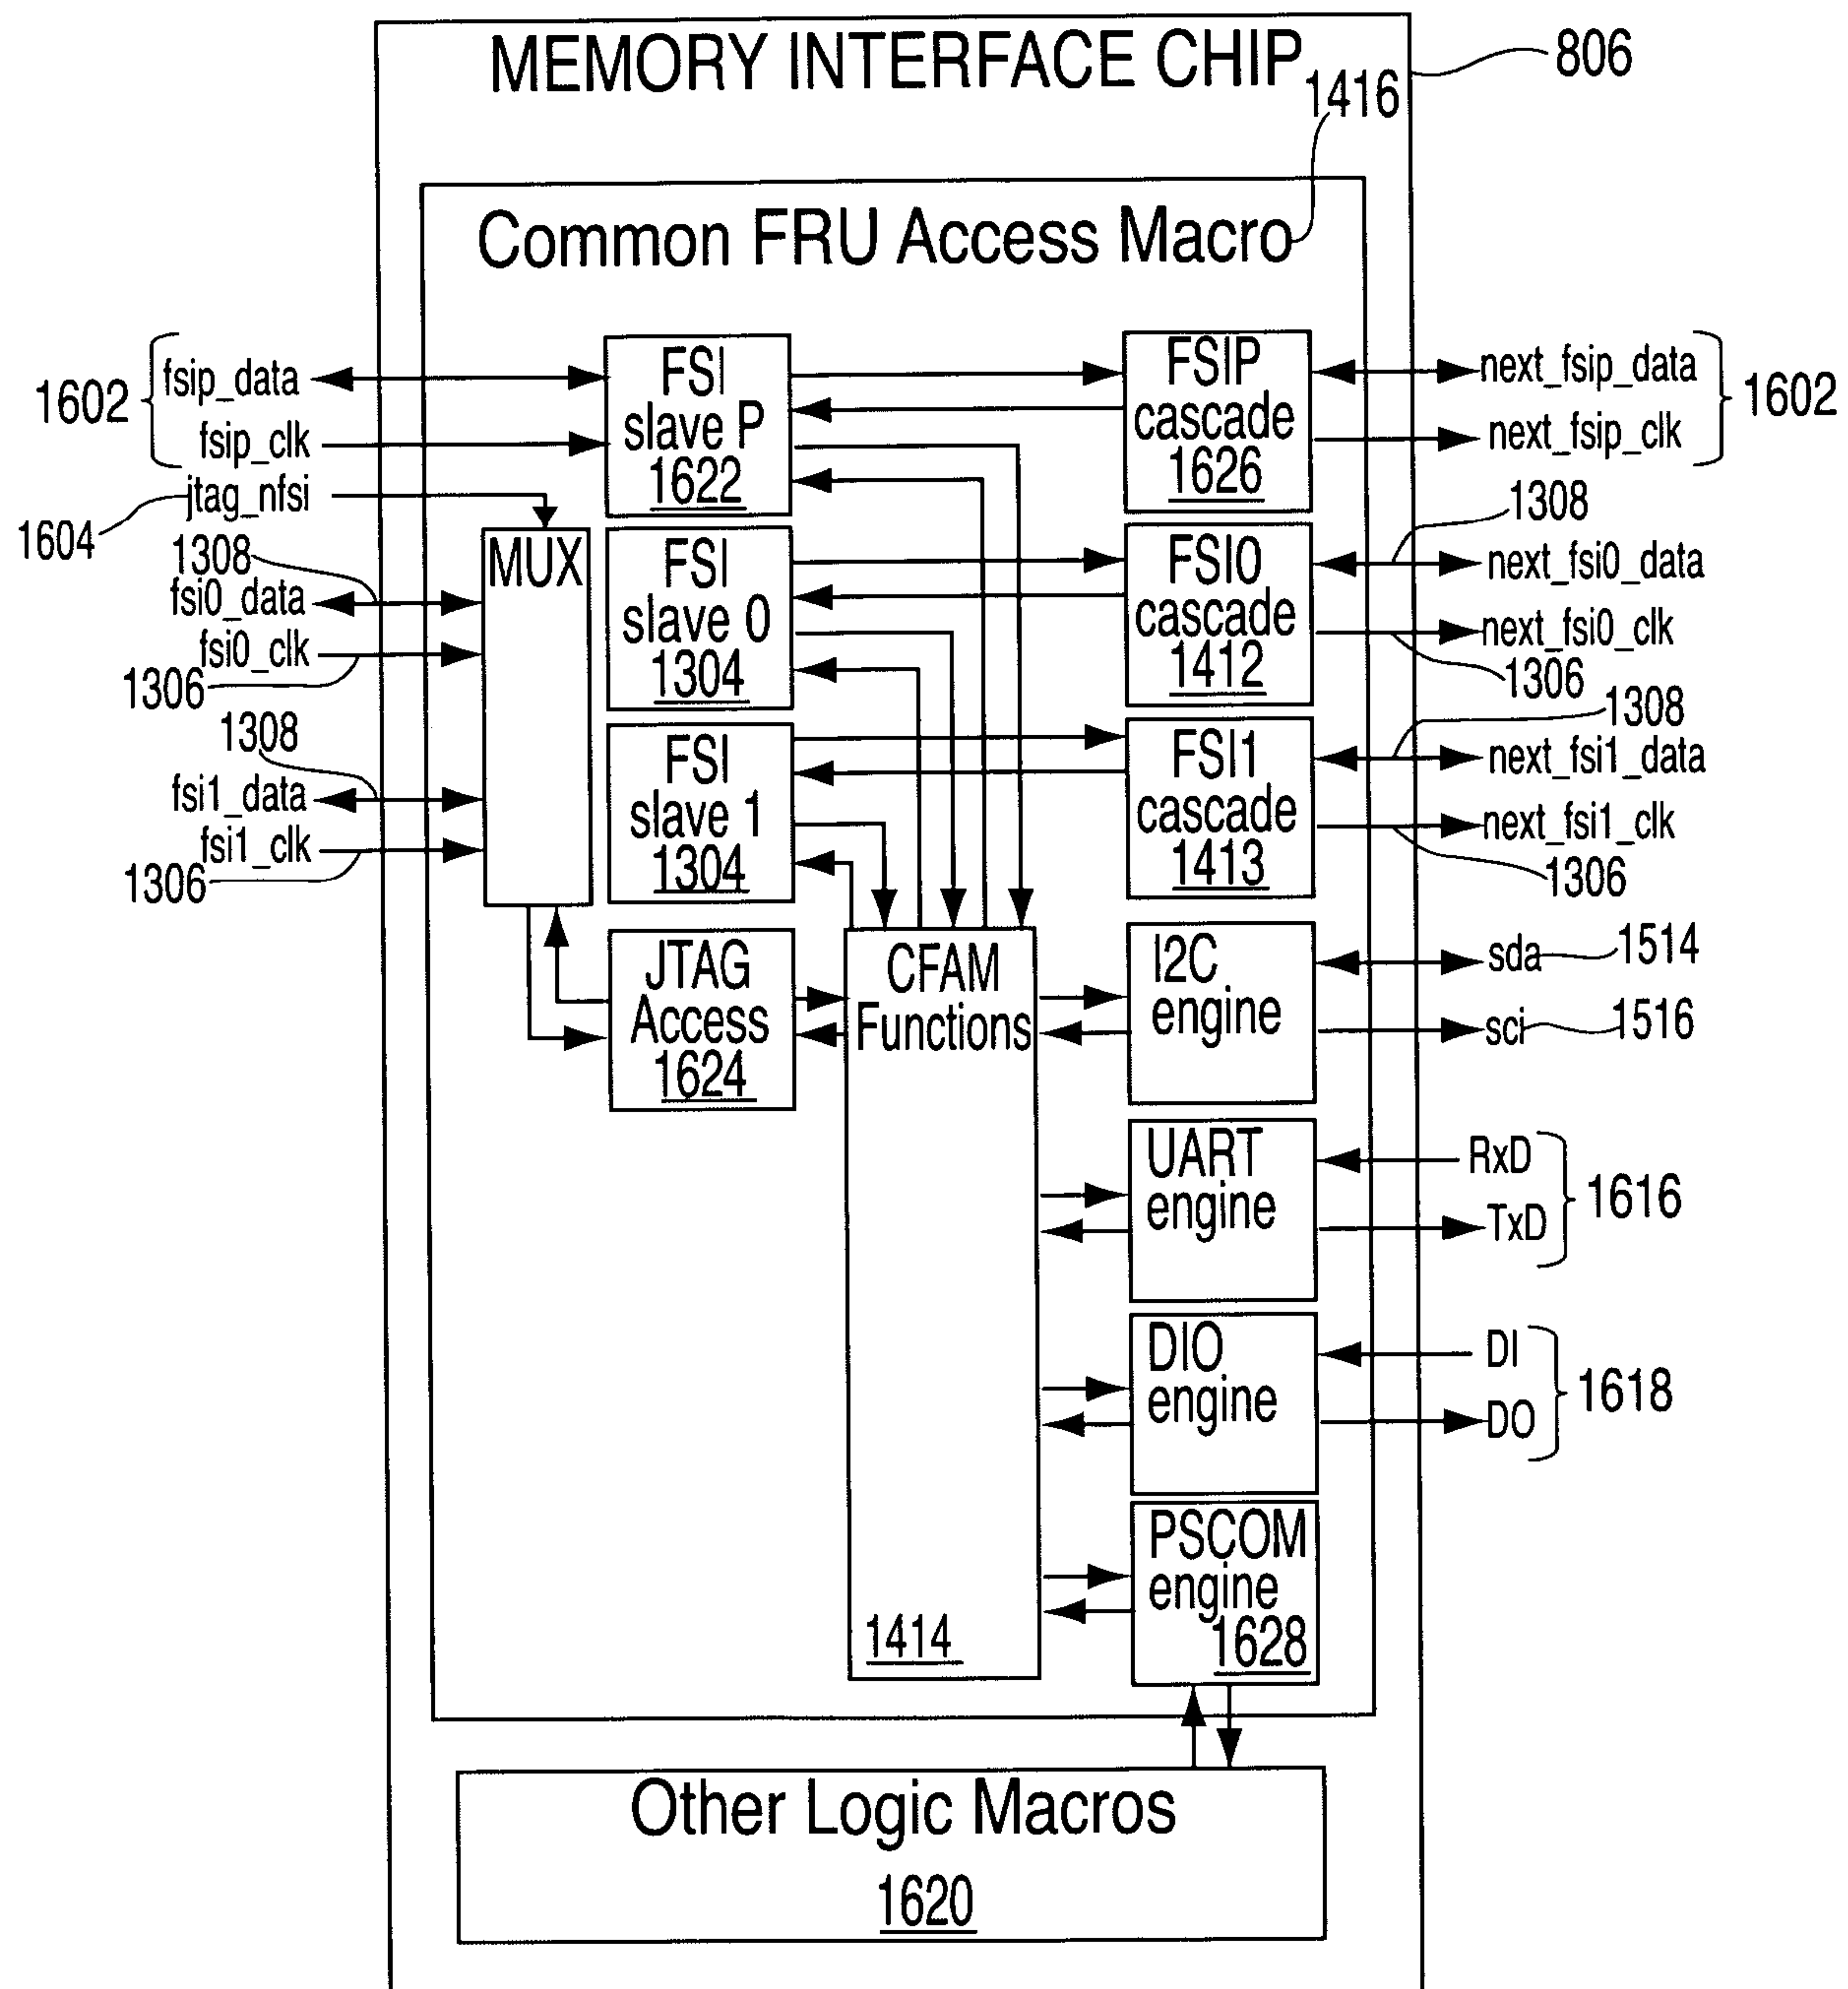 MEMORY INTERFACE CHIP
806
1416
Common FRU Access Macro
1602
fsip_data
fsip_clk
jtag_nfsi
1604
1308
fsi0_data
fsi0_clk
1306
1308
fsi1_data
fsi1_clk
1306
MUX
FSI
slave P
1622
FSI
slave 0
1304
FSI
slave 1
1304
JTAG
Access
1624
CFAM
Functions
1414
FSIP
cascade
1626
FSI0
cascade
1412
FSI1
cascade
1413
I2C
engine
UART
engine
DIO
engine
PSCOM
engine
1628
next_fsip_data
next_fsip_clk
1602
1308
next_fsi0_data
next_fsi0_clk
1306
1308
next_fsi1_data
next_fsi1_clk
1306
sda
1514
sci
1516
RxD
TxD
1616
DI
DO
1618
Other Logic Macros
1620